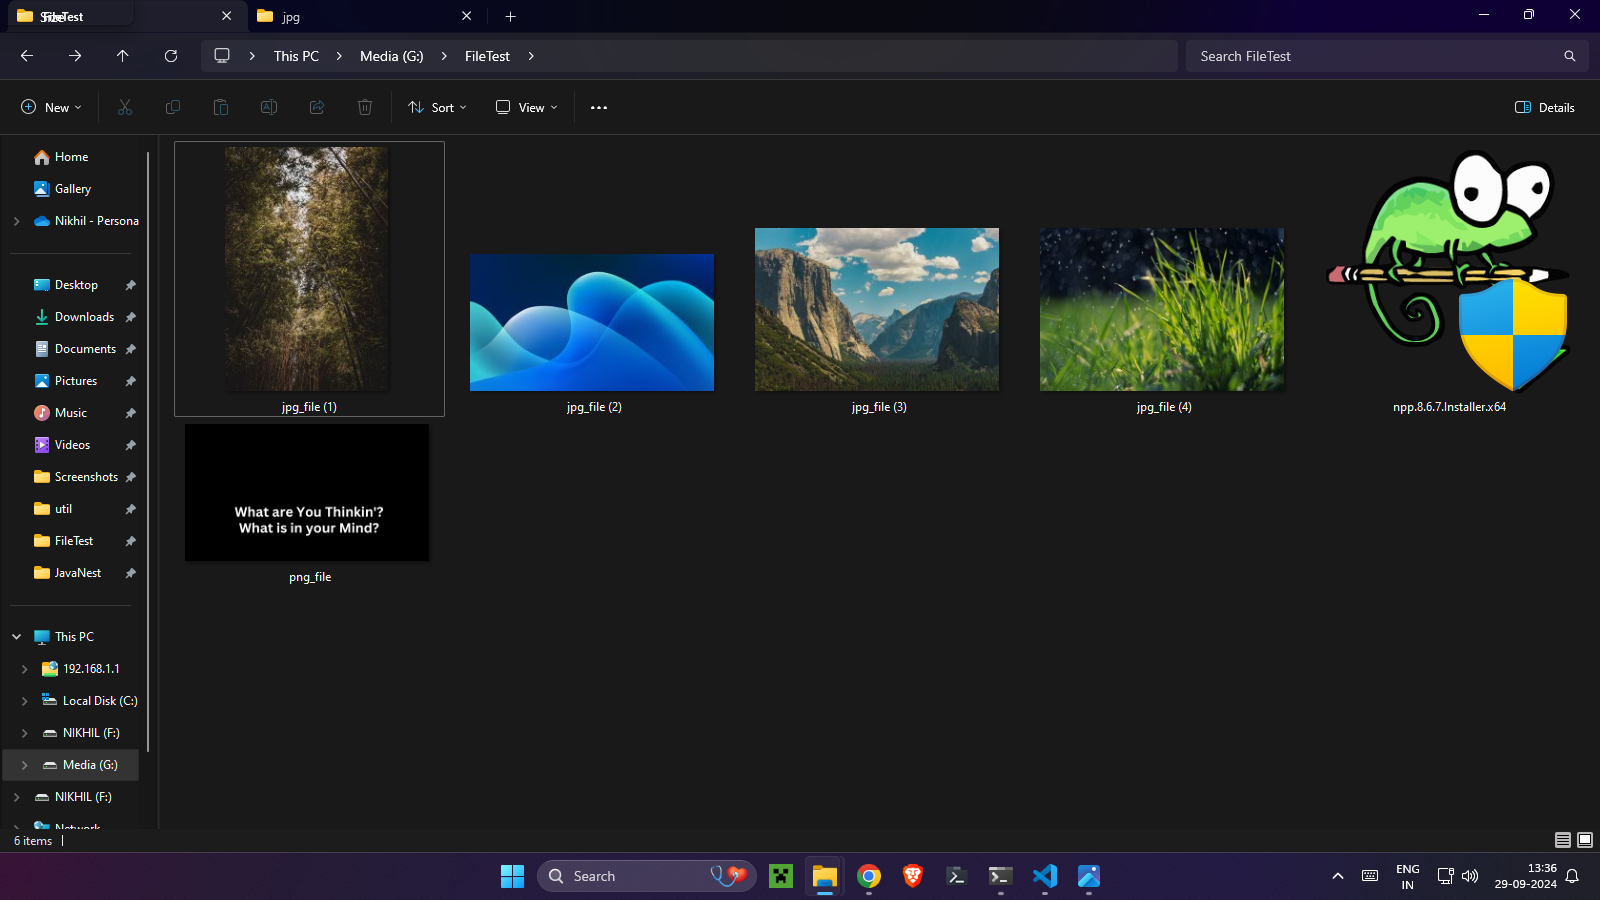 FileTest
jpg
This PC
Media (G:)
FileTest
Search FileTest
New
Sort
View
Details
Home
Gallery
Nikhil - Persona
Desktop
Downloads
Documents
Pictures
Music
Videos
Screenshots
util
FileTest
JavaNest
This PC
192.168.1.1
Local Disk (C:)
NIKHIL (F:)
Media (G:)
NIKHIL (F:)
Network
jpg_file (1)
jpg_file (2)
jpg_file (3)
jpg_file (4)
npp.8.6.7.Installer.x64
What are You Thinkin'?
What is in your Mind?
png_file
6 items
Search
ENG
IN
13:36
29-09-2024